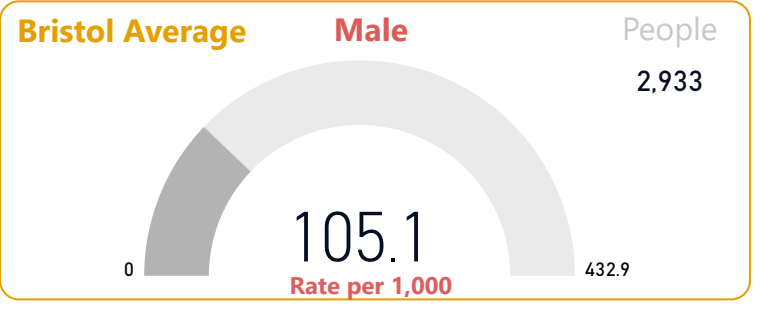 Bristol Average
Male
People
2,933
105.1
0
432.9
Rate per 1,000